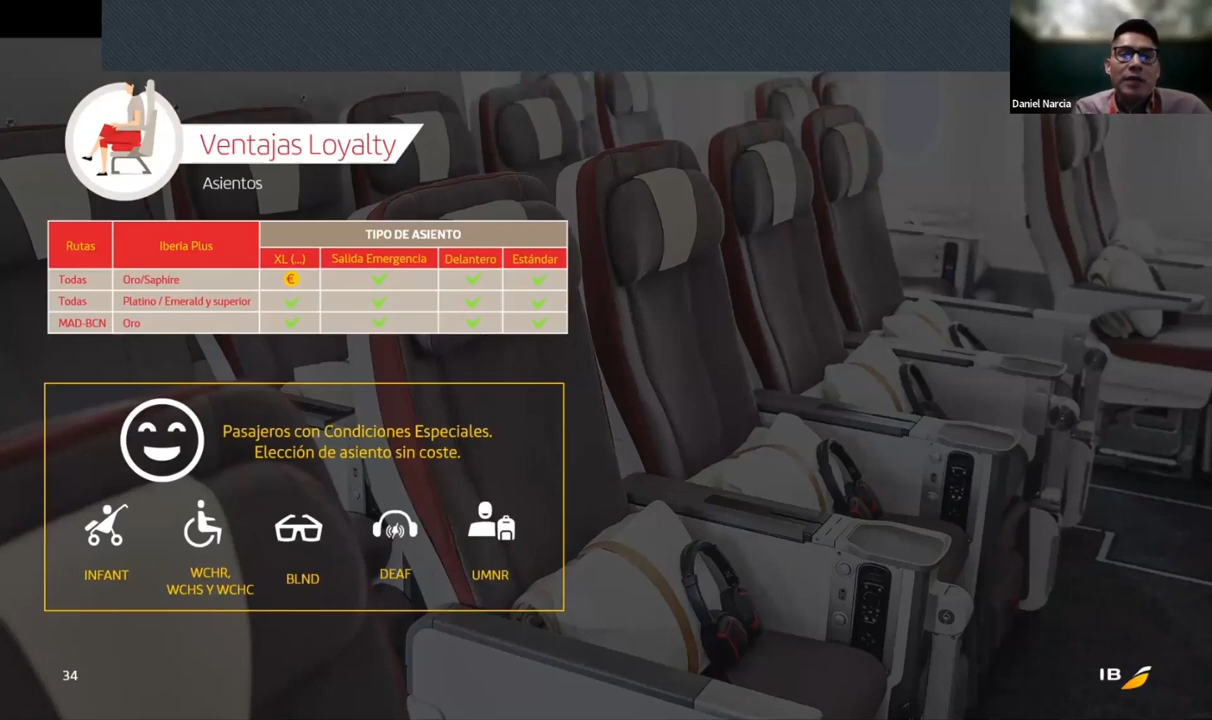 Daniel Narcia
Ventajas Loyalty
Asientos
Rutas
Iberia Plus
TIPO DE ASIENTO
XL (...)
Salida Emergencia
Delantero
Estándar
Todas
Oro/Saphire
€
Todas
Platino / Emerald y superior
MAD-BCN
Oro
Pasajeros con Condiciones Especiales.
Elección de asiento sin coste.
INFANT
WCHR,
WCHS Y WCHC
BLND
DEAF
UMNR
34
IB